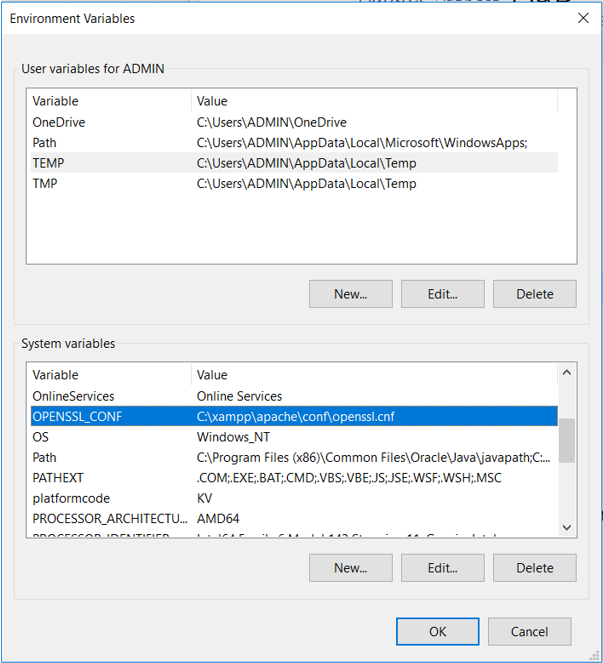 Environment Variables
User variables for ADMIN
Variable Value
OneDrive C:\Users\ADMIN\OneDrive
Path C:\Users\ADMIN\AppData\Local\Microsoft\WindowsApps;
TEMP C:\Users\ADMIN\AppData\Local\Temp
TMP C:\Users\ADMIN\AppData\Local\Temp
New... Edit... Delete
System variables
Variable Value
OnlineServices Online Services
OPENSSL_CONF C:\xampp\apache\conf\openssl.cnf
OS Windows_NT
Path C:\Program Files (x86)\Common Files\Oracle\Java\javapath;C:...
PATHEXT .COM;.EXE;.BAT;.CMD;.VBS;.VBE;.JS;.JSE;.WSF;.WSH;.MSC
platformcode KV
PROCESSOR_ARCHITECTU... AMD64
New... Edit... Delete
OK Cancel